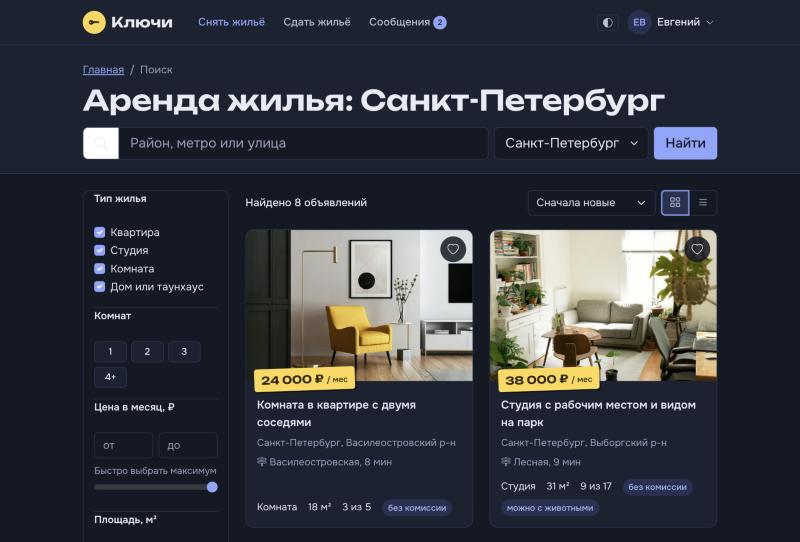 Ключи
Снять жильё
Сдать жильё
Сообщения 2
ЕВ
Евгений
Главная / Поиск
Аренда жилья: Санкт-Петербург
Район, метро или улица
Санкт-Петербург
Найти
Тип жилья
Квартира
Студия
Комната
Дом или таунхаус
Комнат
1
2
3
4+
Цена в месяц, ₽
от
до
Быстро выбрать максимум
Площадь, м²
Найдено 8 объявлений
Сначала новые
24 000 ₽ / мес
Комната в квартире с двумя
соседями
Санкт-Петербург, Василеостровский р-н
Василеостровская, 8 мин
Комната 18 м² 3 из 5 без комиссии
38 000 ₽ / мес
Студия с рабочим местом и видом
на парк
Санкт-Петербург, Выборгский р-н
Лесная, 9 мин
Студия 31 м² 9 из 17 без комиссии
можно с животными